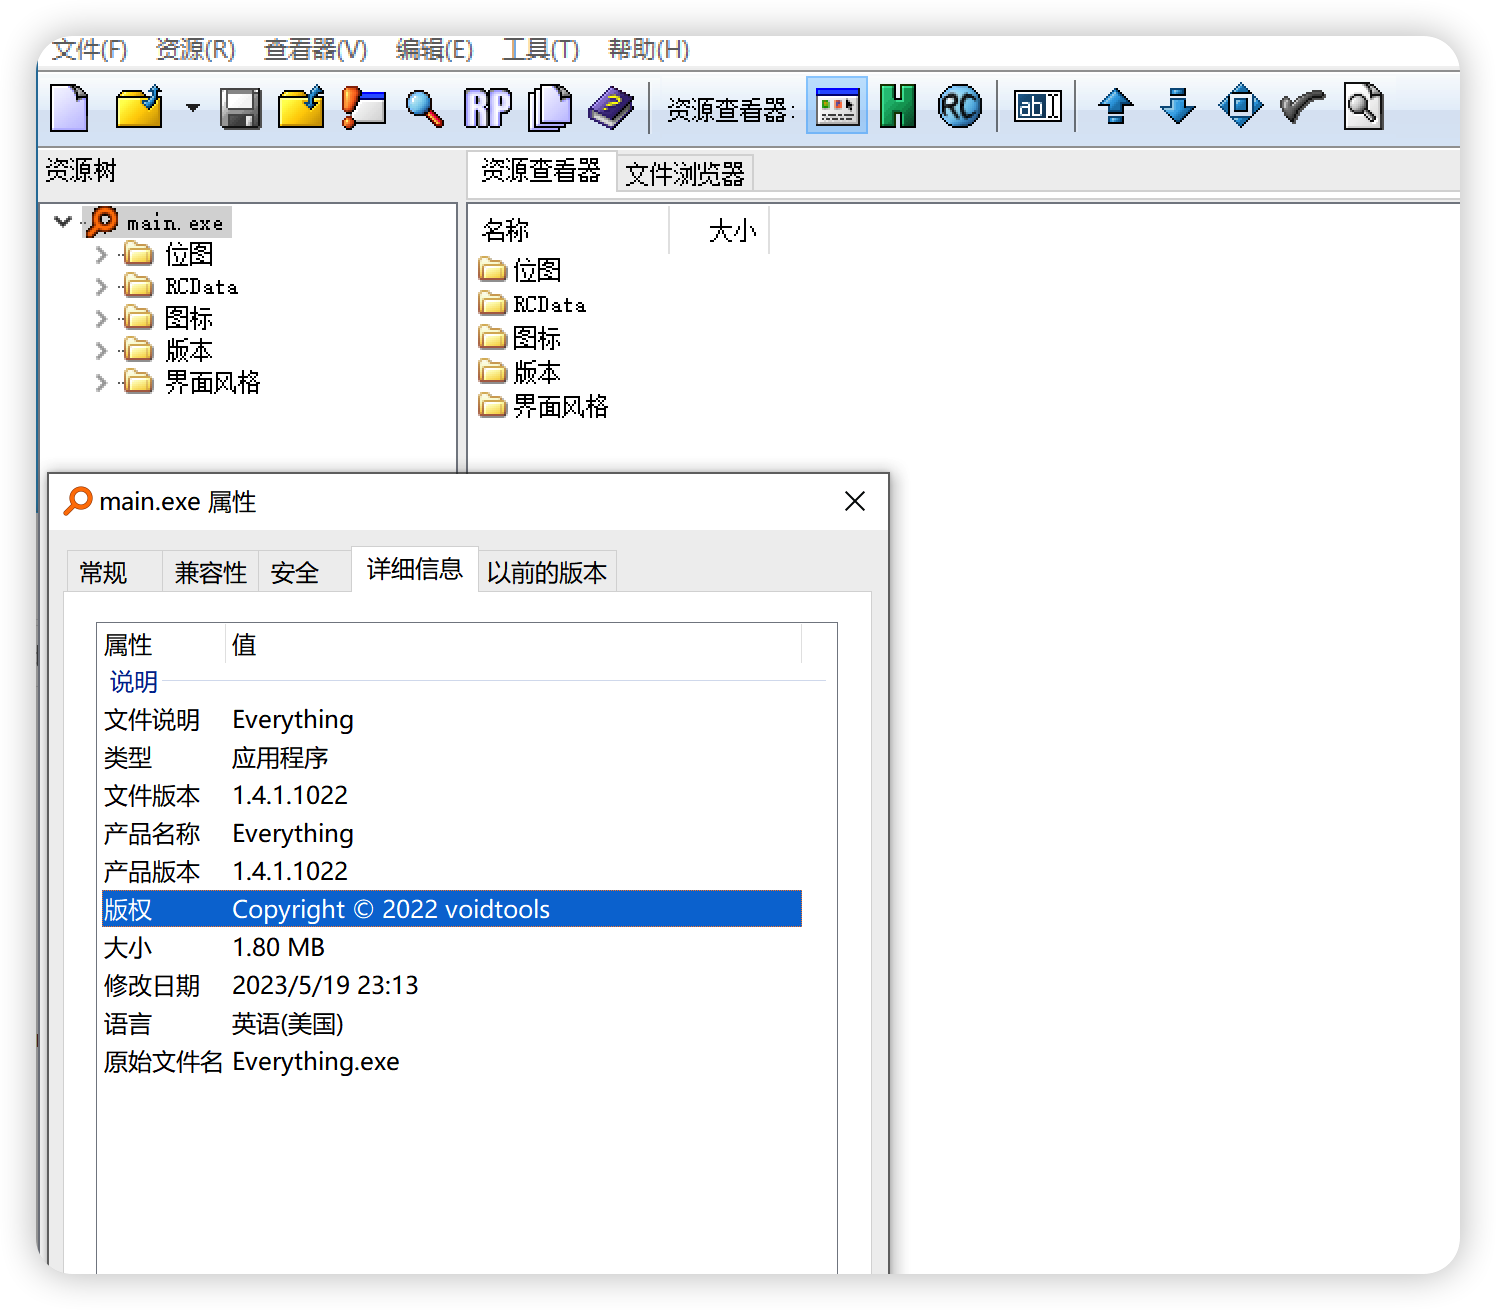 文件(F) 资源(R) 查看器(V) 编辑(E) 工具(T) 帮助(H)
RP 资源查看器: H RC ab
资源树
资源查看器 文件浏览器
main.exe
位图
RCData
图标
版本
界面风格
名称 大小
位图
RCData
图标
版本
界面风格
main.exe 属性
常规 兼容性 安全 详细信息 以前的版本
属性 值
说明
文件说明 Everything
类型 应用程序
文件版本 1.4.1.1022
产品名称 Everything
产品版本 1.4.1.1022
版权 Copyright © 2022 voidtools
大小 1.80 MB
修改日期 2023/5/19 23:13
语言 英语(美国)
原始文件名 Everything.exe